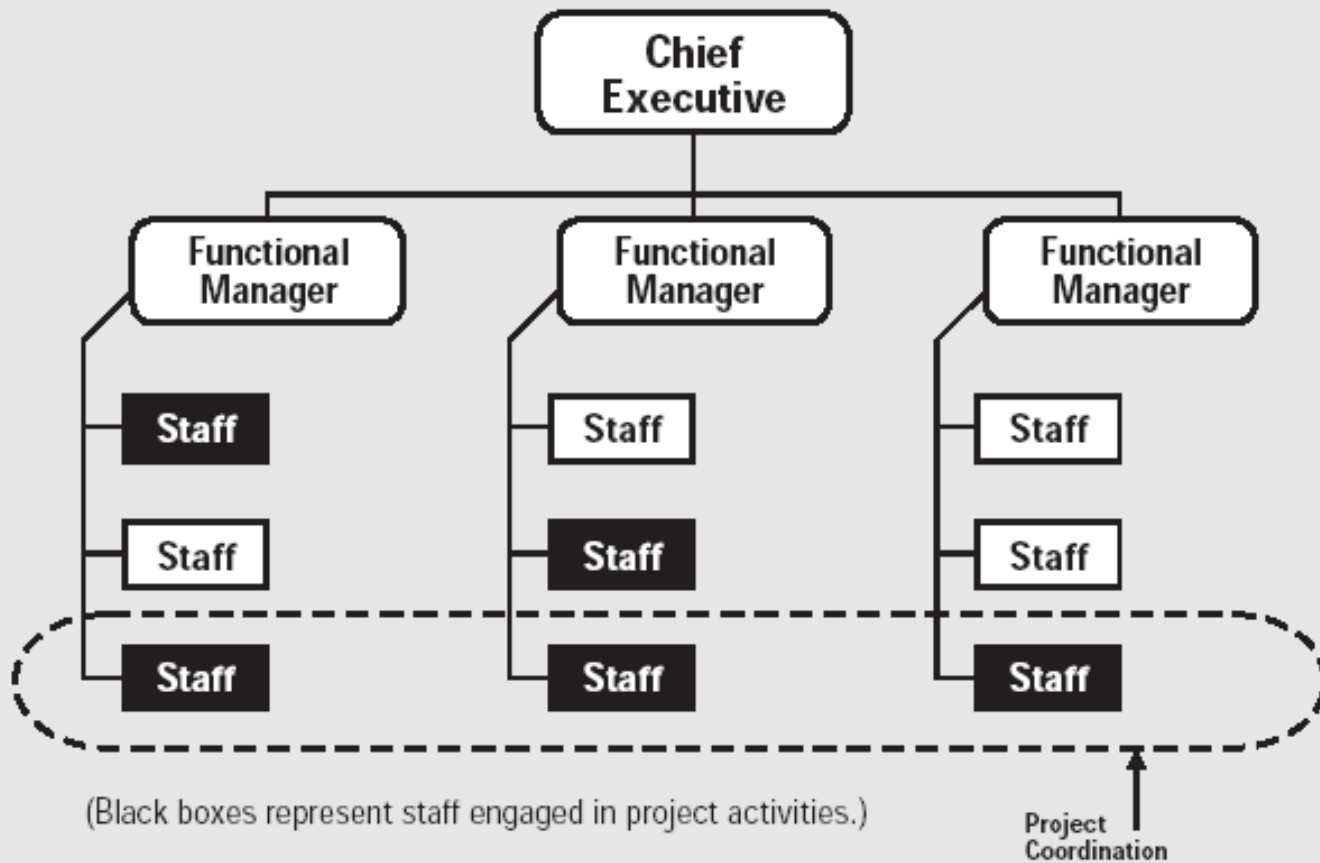 Chief
Executive
Functional
Manager
Functional
Manager
Functional
Manager
Staff
Staff
Staff
Staff
Staff
Staff
Staff
Staff
Staff
(Black boxes represent staff engaged in project activities.)
Project
Coordination